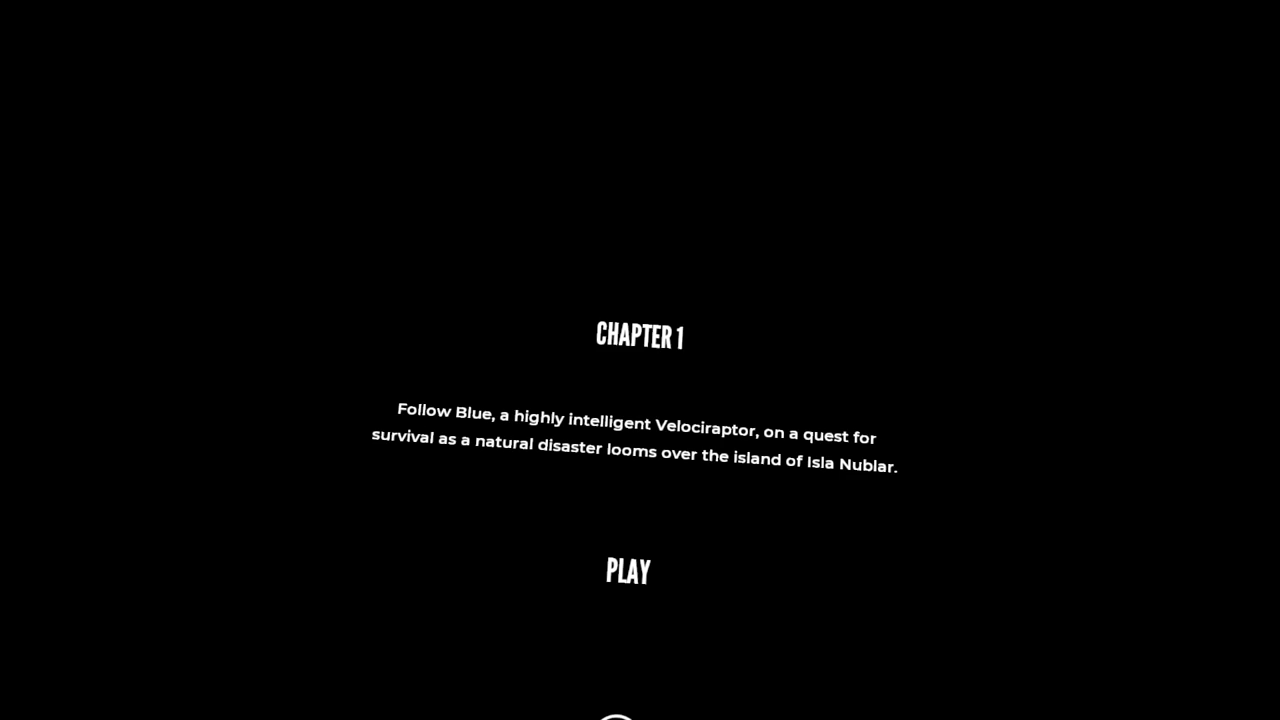 CHAPTER 1
Follow Blue, a highly intelligent Velociraptor, on a quest for
survival as a natural disaster looms over the island of Isla Nublar.
PLAY